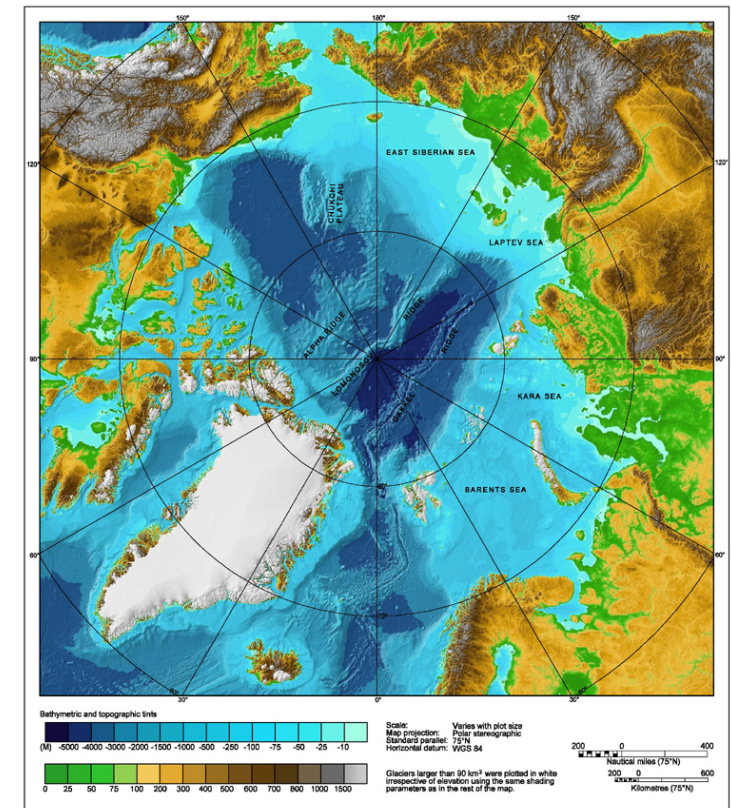 150° 180° 150°
EAST SIBERIAN SEA
120° 120°
CHUKCHI
PLATEAU
LAPTEV SEA
ALPHA RIDGE
RIDGE
RIDGE
90° 90°
LOMONOSOV
GAKKEL
KARA SEA
BARENTS SEA
60° 60°
30° 0° 30°
Bathymetric and topographic tints
(M) -5000 -4000 -3000 -2000 -1500 -1000 -500 -250 -100 -75 -50 -25 -10
0 25 50 75 100 200 300 400 500 600 700 800 1000 1500
Scale: Varies with plot size
Map projection: Polar stereographic
Standard parallel: 75°N
Horizontal datum: WGS 84
Glaciers larger than 90 km² were plotted in white
irrespective of elevation using the same shading
parameters as in the rest of the map.
200 0 400
Nautical miles (75°N)
200 0 600
Kilometres (75°N)